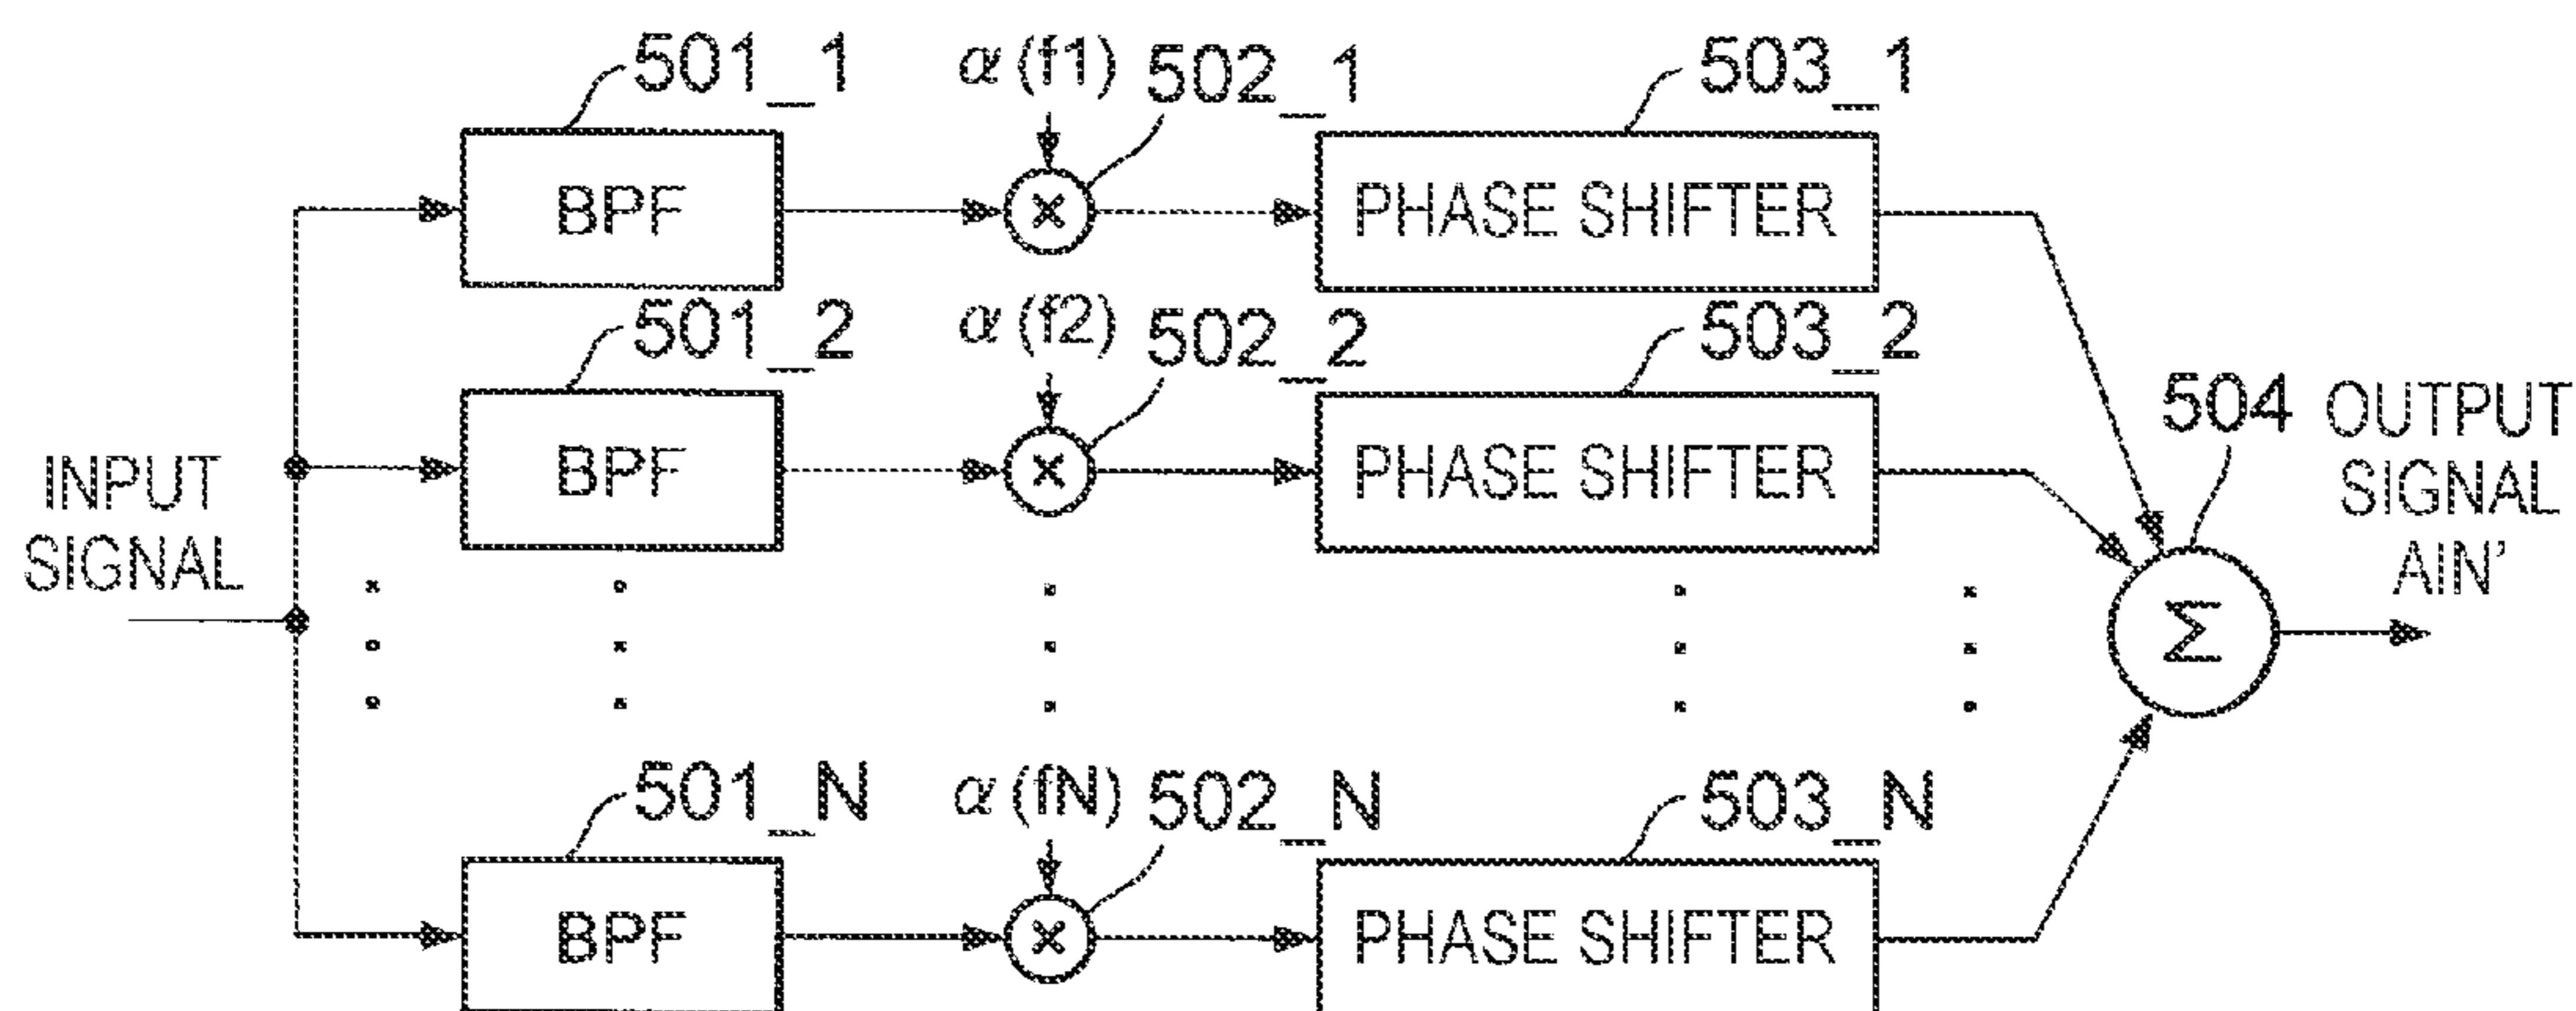 501_1
α(f1)
502_1
503_1
BPF
×
PHASE SHIFTER
501_2
α(f2)
502_2
503_2
BPF
×
PHASE SHIFTER
504
OUTPUT
SIGNAL
AIN’
INPUT
SIGNAL
Σ
501_N
α(fN)
502_N
503_N
BPF
×
PHASE SHIFTER